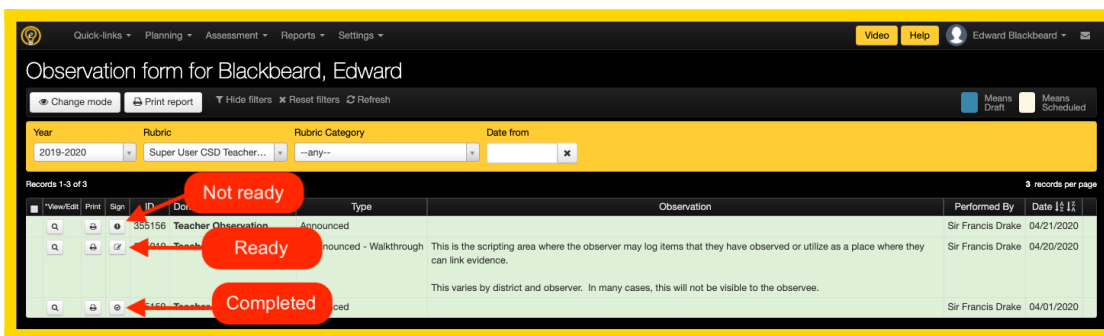 Quick-links Planning Assessment Reports Settings Video Help Edward Blackbeard
Observation form for Blackbeard, Edward
Change mode Print report Hide filters Reset filters Refresh Means Draft Means Scheduled
Year Rubric Rubric Category Date from
2019-2020 Super User CSD Teacher... --any--
Records 1-3 of 3 3 records per page
Not ready
*View/Edit Print Sign ID Type Observation Performed By Date
355156 Teacher Observation Announced Sir Francis Drake 04/21/2020
Ready
Walkthrough This is the scripting area where the observer may log items that they have observed or utilize as a place where they Sir Francis Drake 04/20/2020
can link evidence.
This varies by district and observer. In many cases, this will not be visible to the observee.
Completed
Sir Francis Drake 04/01/2020